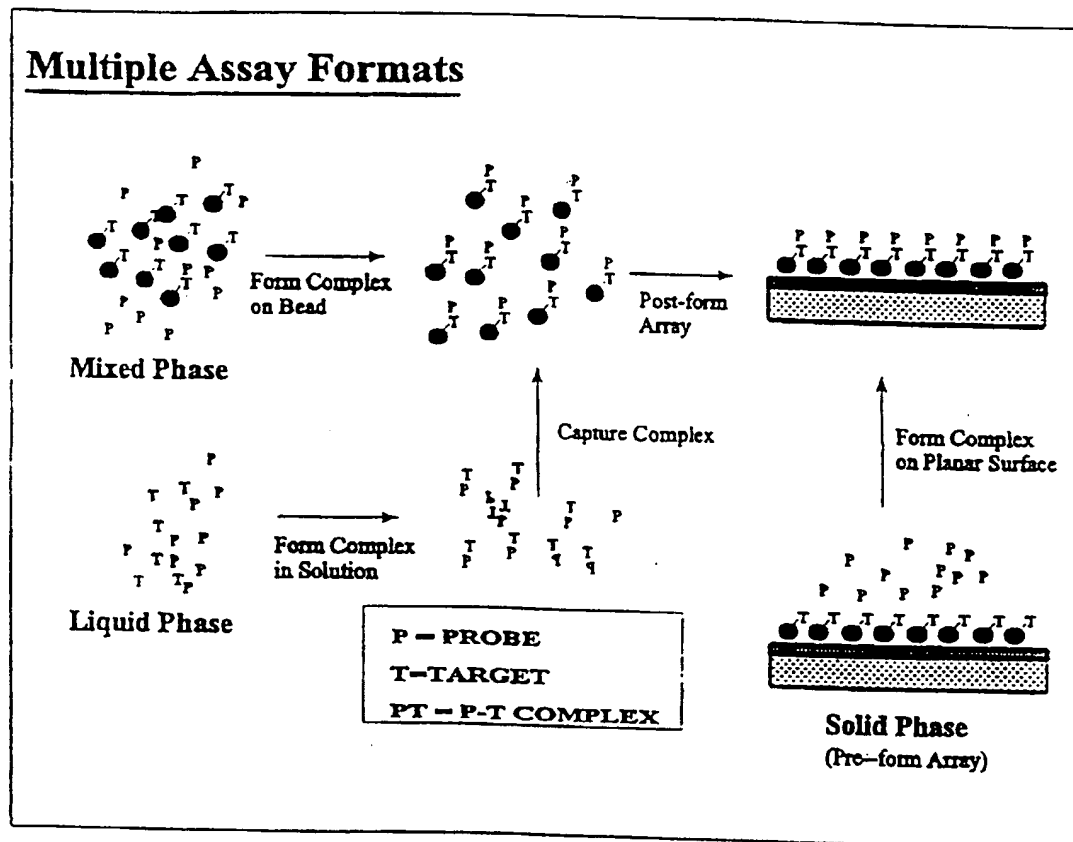 Multiple Assay Formats
Form Complex
on Bead
Post-form
Array
Mixed Phase
Capture Complex
Form Complex
on Planar Surface
Form Complex
in Solution
Liquid Phase
P – PROBE
T–TARGET
PT – P-T COMPLEX
Solid Phase
(Pre–form Array)